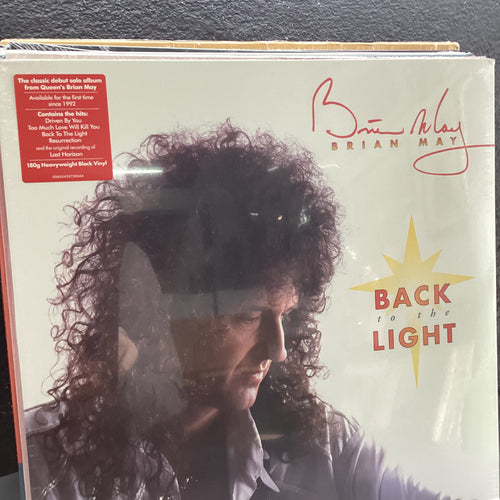 The classic debut solo album
from Queen's Brian May
Available for the first time
since 1992
Contains the hits:
Driven By You
Too Much Love Will Kill You
Back To The Light
Resurrection
and the original recording of
Last Horizon
180g Heavyweight Black Vinyl
Brian May
BRIAN MAY
BACK
to the
LIGHT